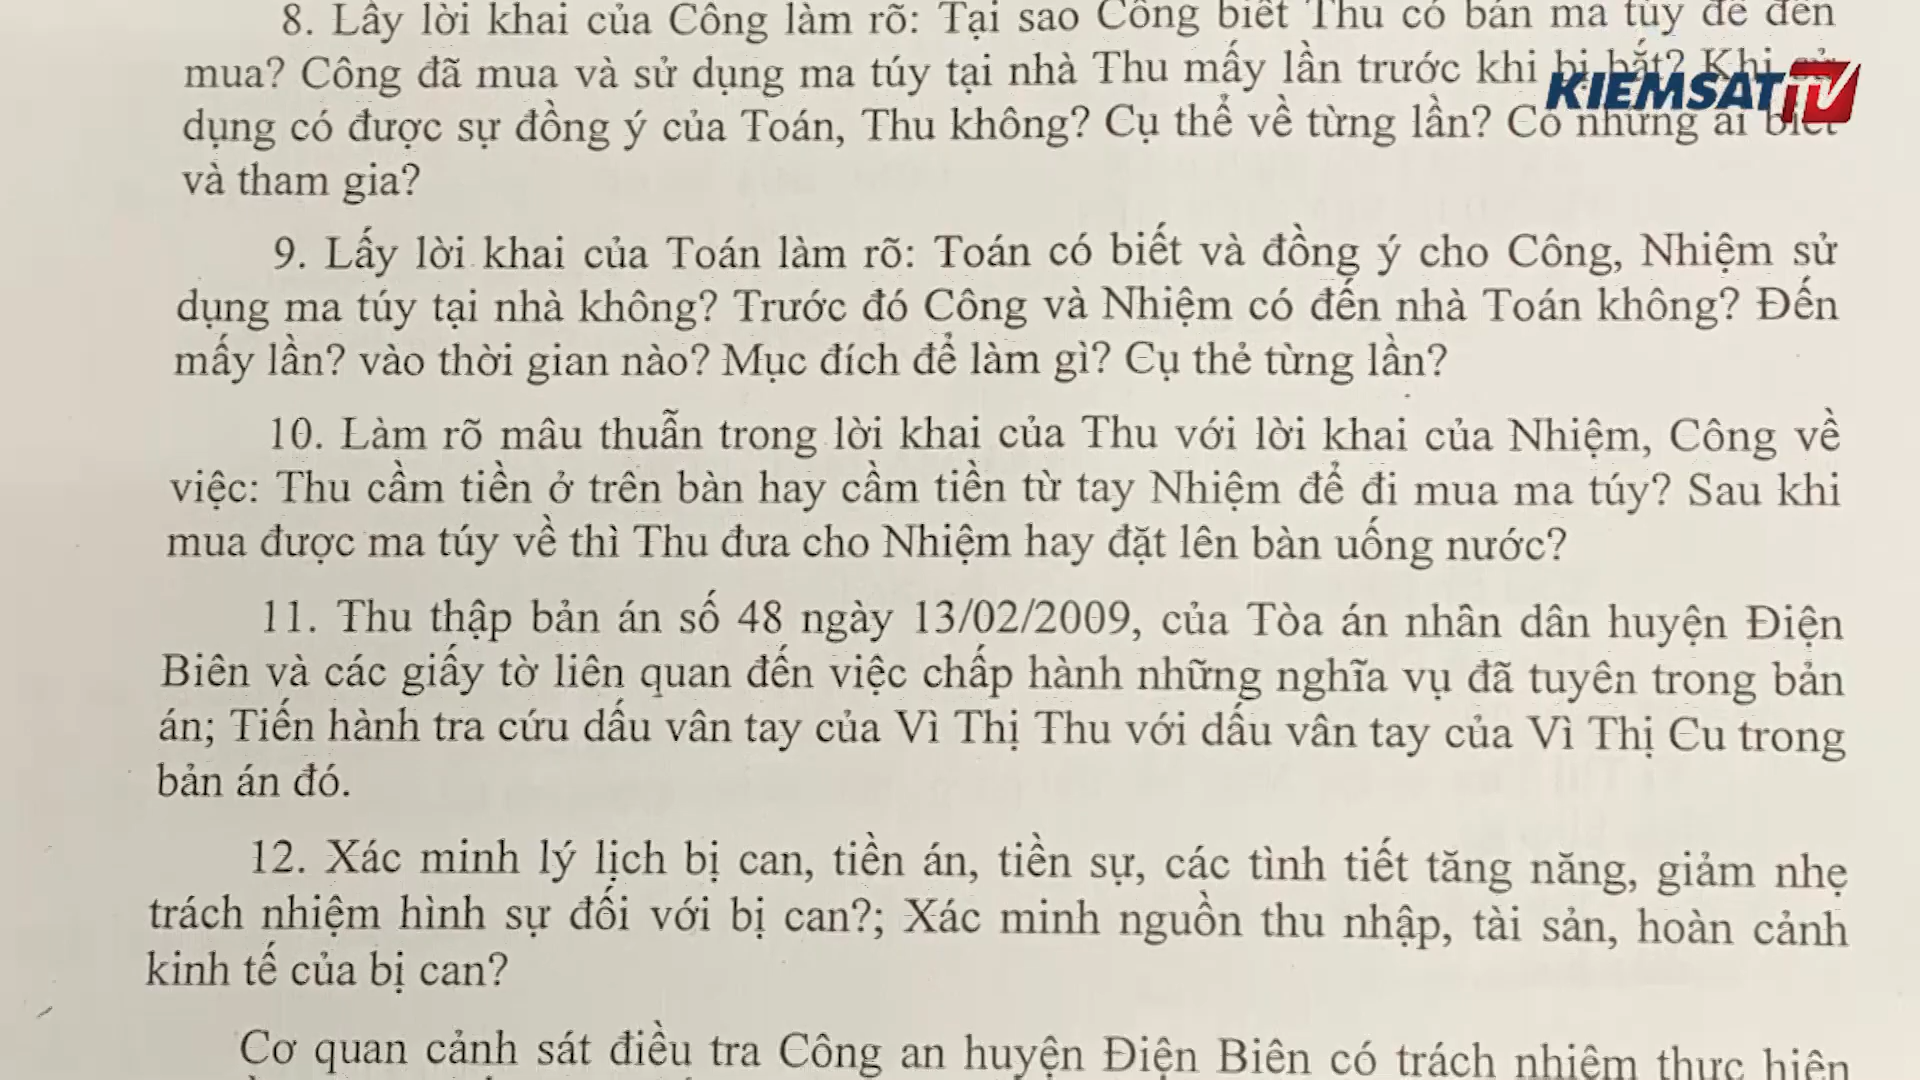 8. Lấy lời khai của Công làm rõ: Tại sao Công biết Thu có bán ma túy để đến
mua? Công đã mua và sử dụng ma túy tại nhà Thu mấy lần trước khi bị bắt? Khi sử
KIEMSAT TV
dụng có được sự đồng ý của Toán, Thu không? Cụ thể về từng lần? Có những ai biết
và tham gia?
9. Lấy lời khai của Toán làm rõ: Toán có biết và đồng ý cho Công, Nhiệm sử
dụng ma túy tại nhà không? Trước đó Công và Nhiệm có đến nhà Toán không? Đến
mấy lần? vào thời gian nào? Mục đích để làm gì? Cụ thẻ từng lần?
10. Làm rõ mâu thuẫn trong lời khai của Thu với lời khai của Nhiệm, Công về
việc: Thu cầm tiền ở trên bàn hay cầm tiền từ tay Nhiệm để đi mua ma túy? Sau khi
mua được ma túy về thì Thu đưa cho Nhiệm hay đặt lên bàn uống nước?
11. Thu thập bản án số 48 ngày 13/02/2009, của Tòa án nhân dân huyện Điện
Biên và các giấy tờ liên quan đến việc chấp hành những nghĩa vụ đã tuyên trong bản
án; Tiến hành tra cứu dấu vân tay của Vì Thị Thu với dấu vân tay của Vì Thị Cu trong
bản án đó.
12. Xác minh lý lịch bị can, tiền án, tiền sự, các tình tiết tăng năng, giảm nhẹ
trách nhiệm hình sự đối với bị can?; Xác minh nguồn thu nhập, tài sản, hoàn cảnh
kinh tế của bị can?
Cơ quan cảnh sát điều tra Công an huyện Điện Biên có trách nhiệm thực hiện